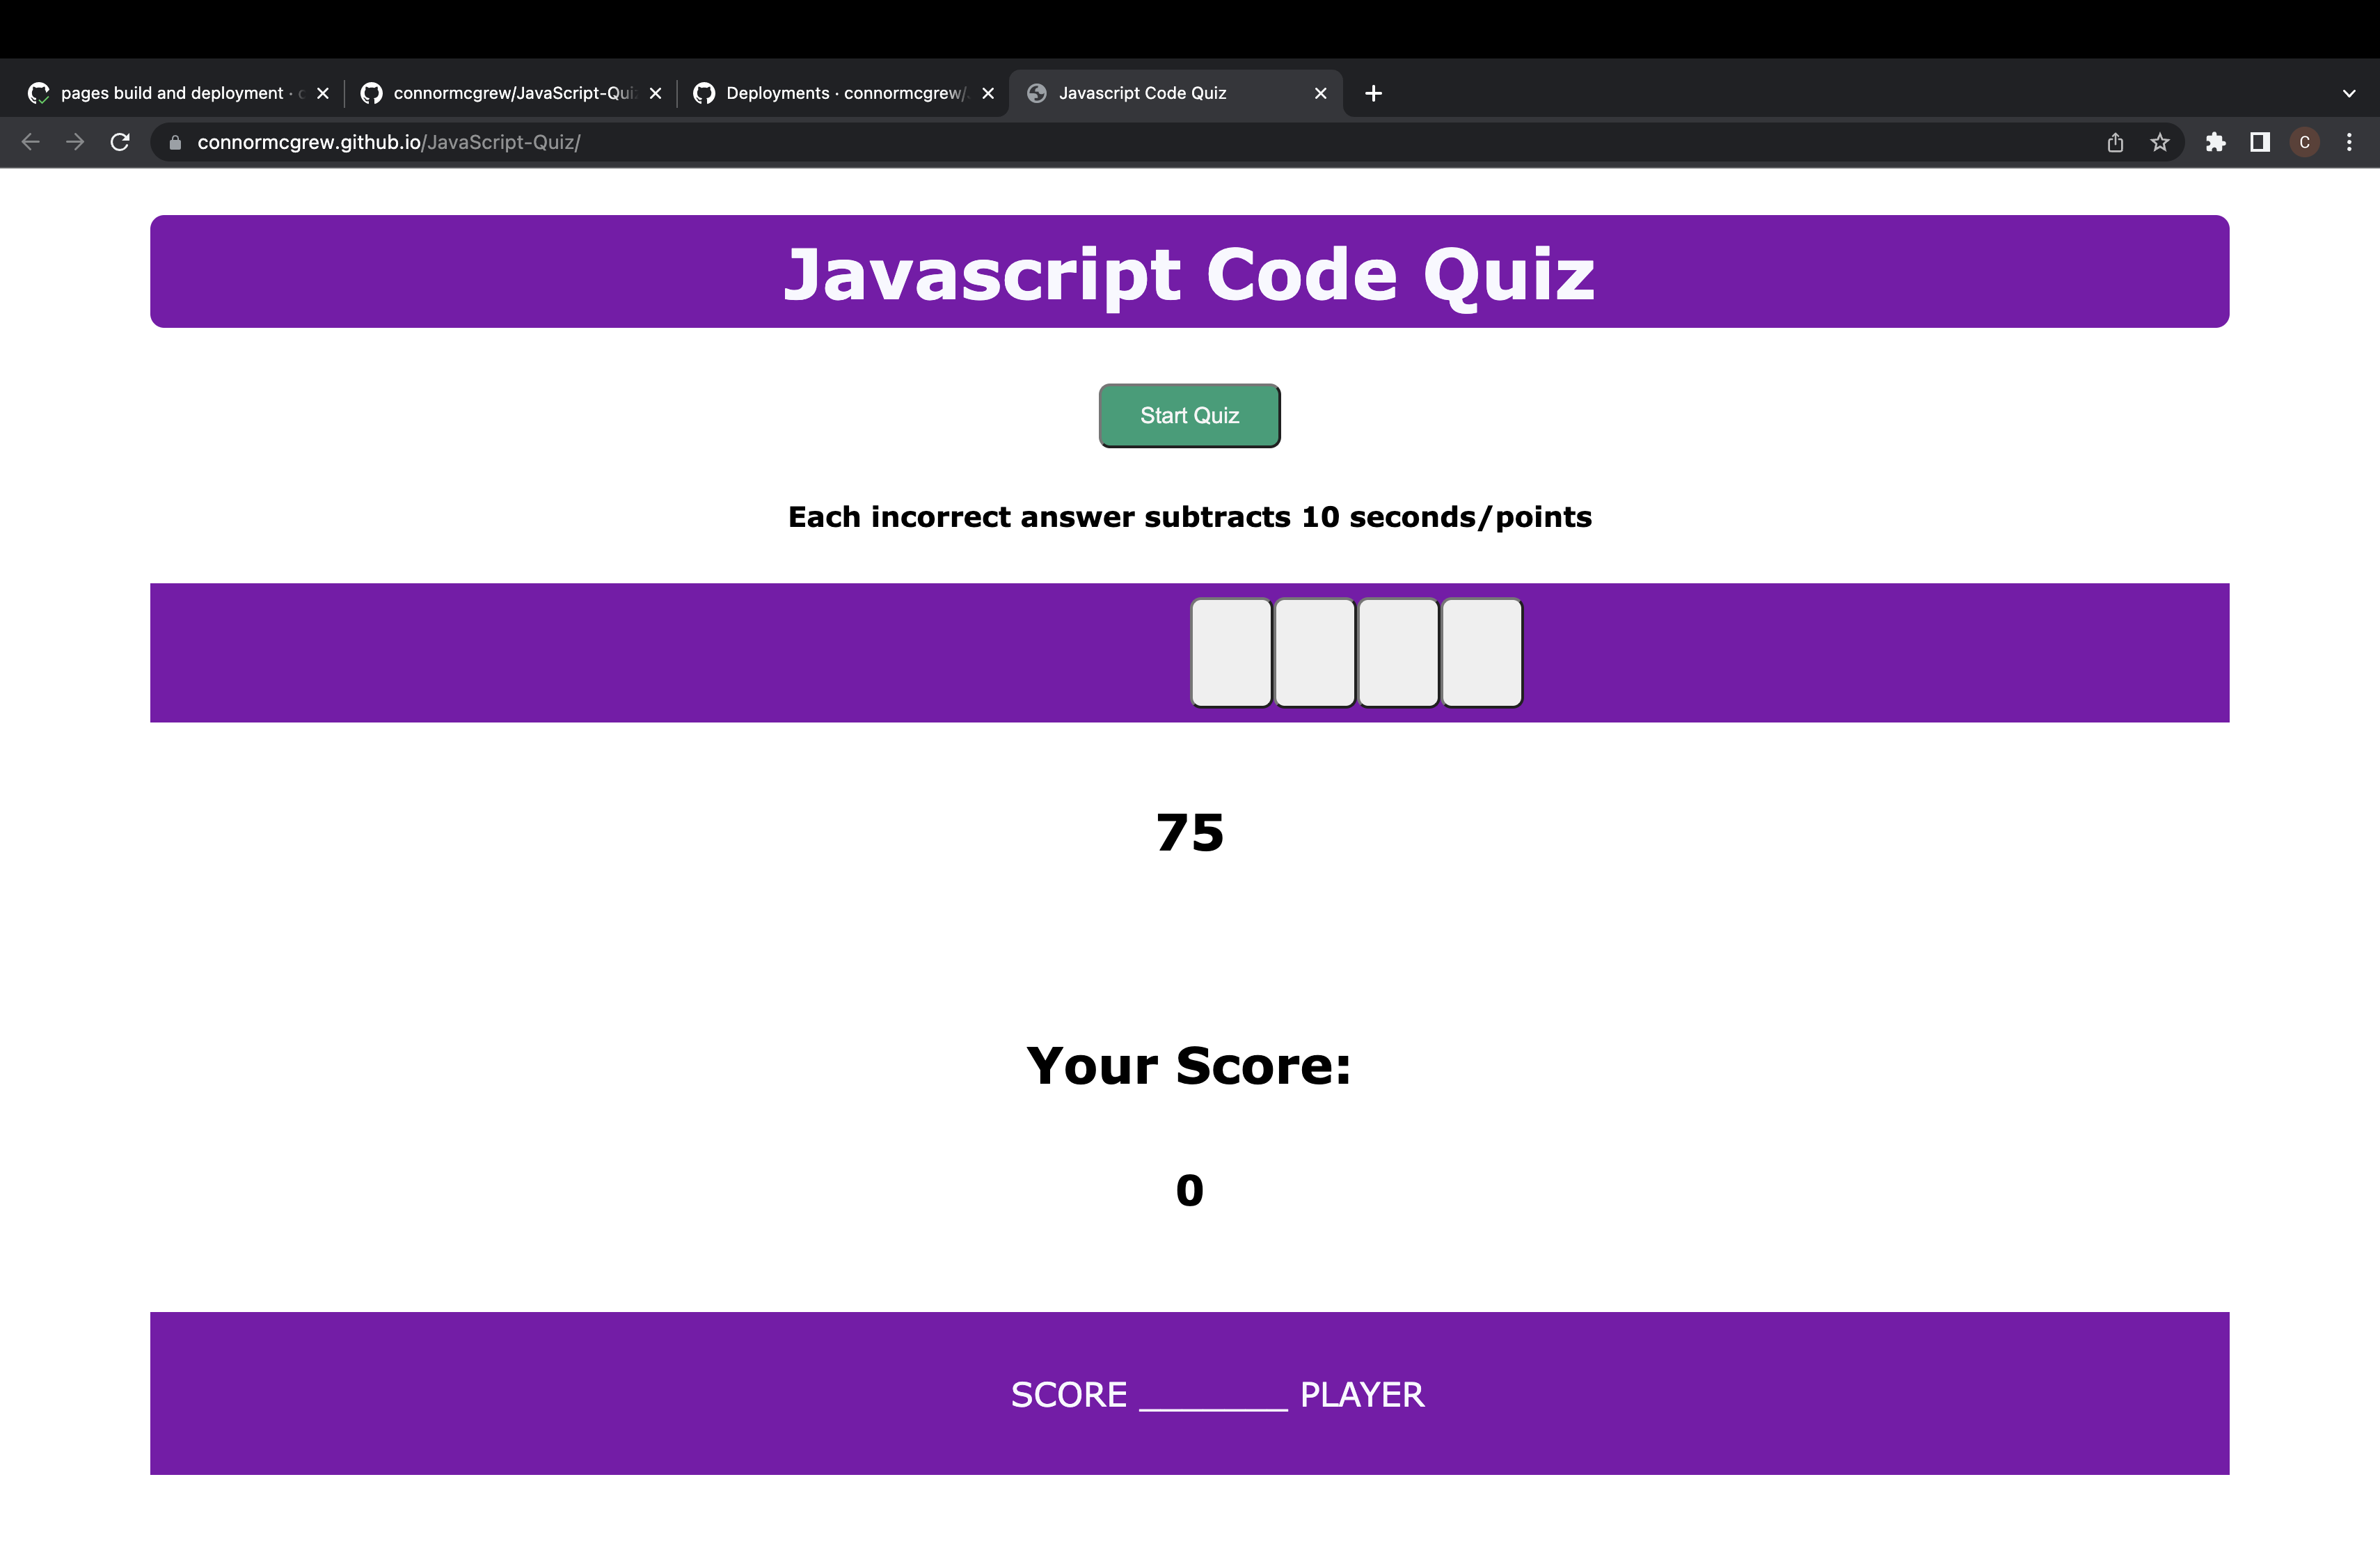 pages build and deployment ·
connormcgrew/JavaScript-Qui
Deployments · connormcgrew/
Javascript Code Quiz
connormcgrew.github.io/JavaScript-Quiz/
C
Javascript Code Quiz
Start Quiz
Each incorrect answer subtracts 10 seconds/points
75
Your Score:
0
SCORE ________ PLAYER